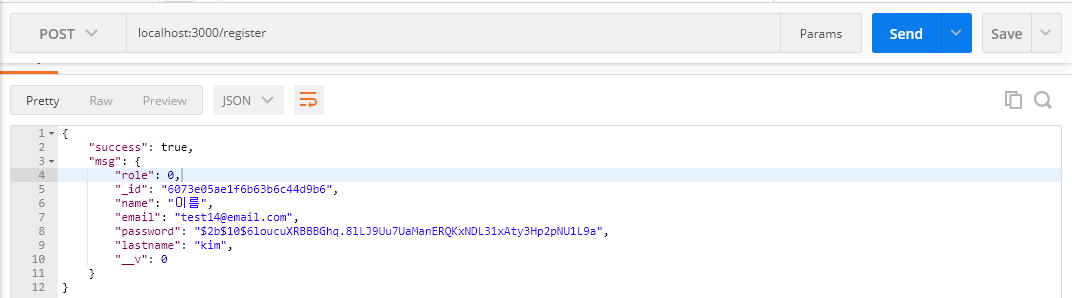 POST localhost:3000/register Params Send Save
Pretty Raw Preview JSON
1 {
2 "success": true,
3 "msg": {
4 "role": 0,
5 "_id": "6073e05ae1f6b63b6c44d9b6",
6 "name": "이름",
7 "email": "test14@email.com",
8 "password": "$2b$10$6loucuXRBBBGhq.8lLJ9Uu7UaManERQKxNDL31xAty3Hp2pNU1L9a",
9 "lastname": "kim",
10 "__v": 0
11 }
12 }